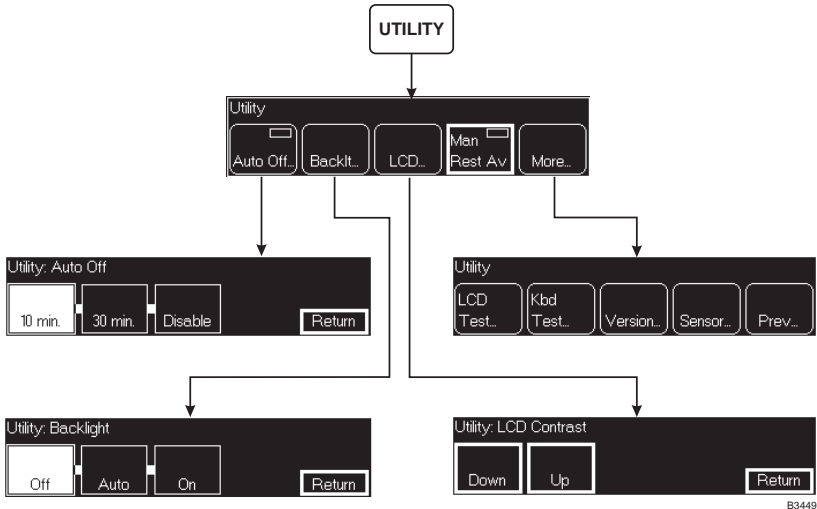 UTILITY
Utility
Auto Off...
Backlt...
LCD...
Man
Rest Av
More...
Utility: Auto Off
10 min.
30 min.
Disable
Return
Utility
LCD
Test...
Kbd
Test...
Version...
Sensor...
Prev...
Utility: Backlight
Off
Auto
On
Return
Utility: LCD Contrast
Down
Up
Return
B3449